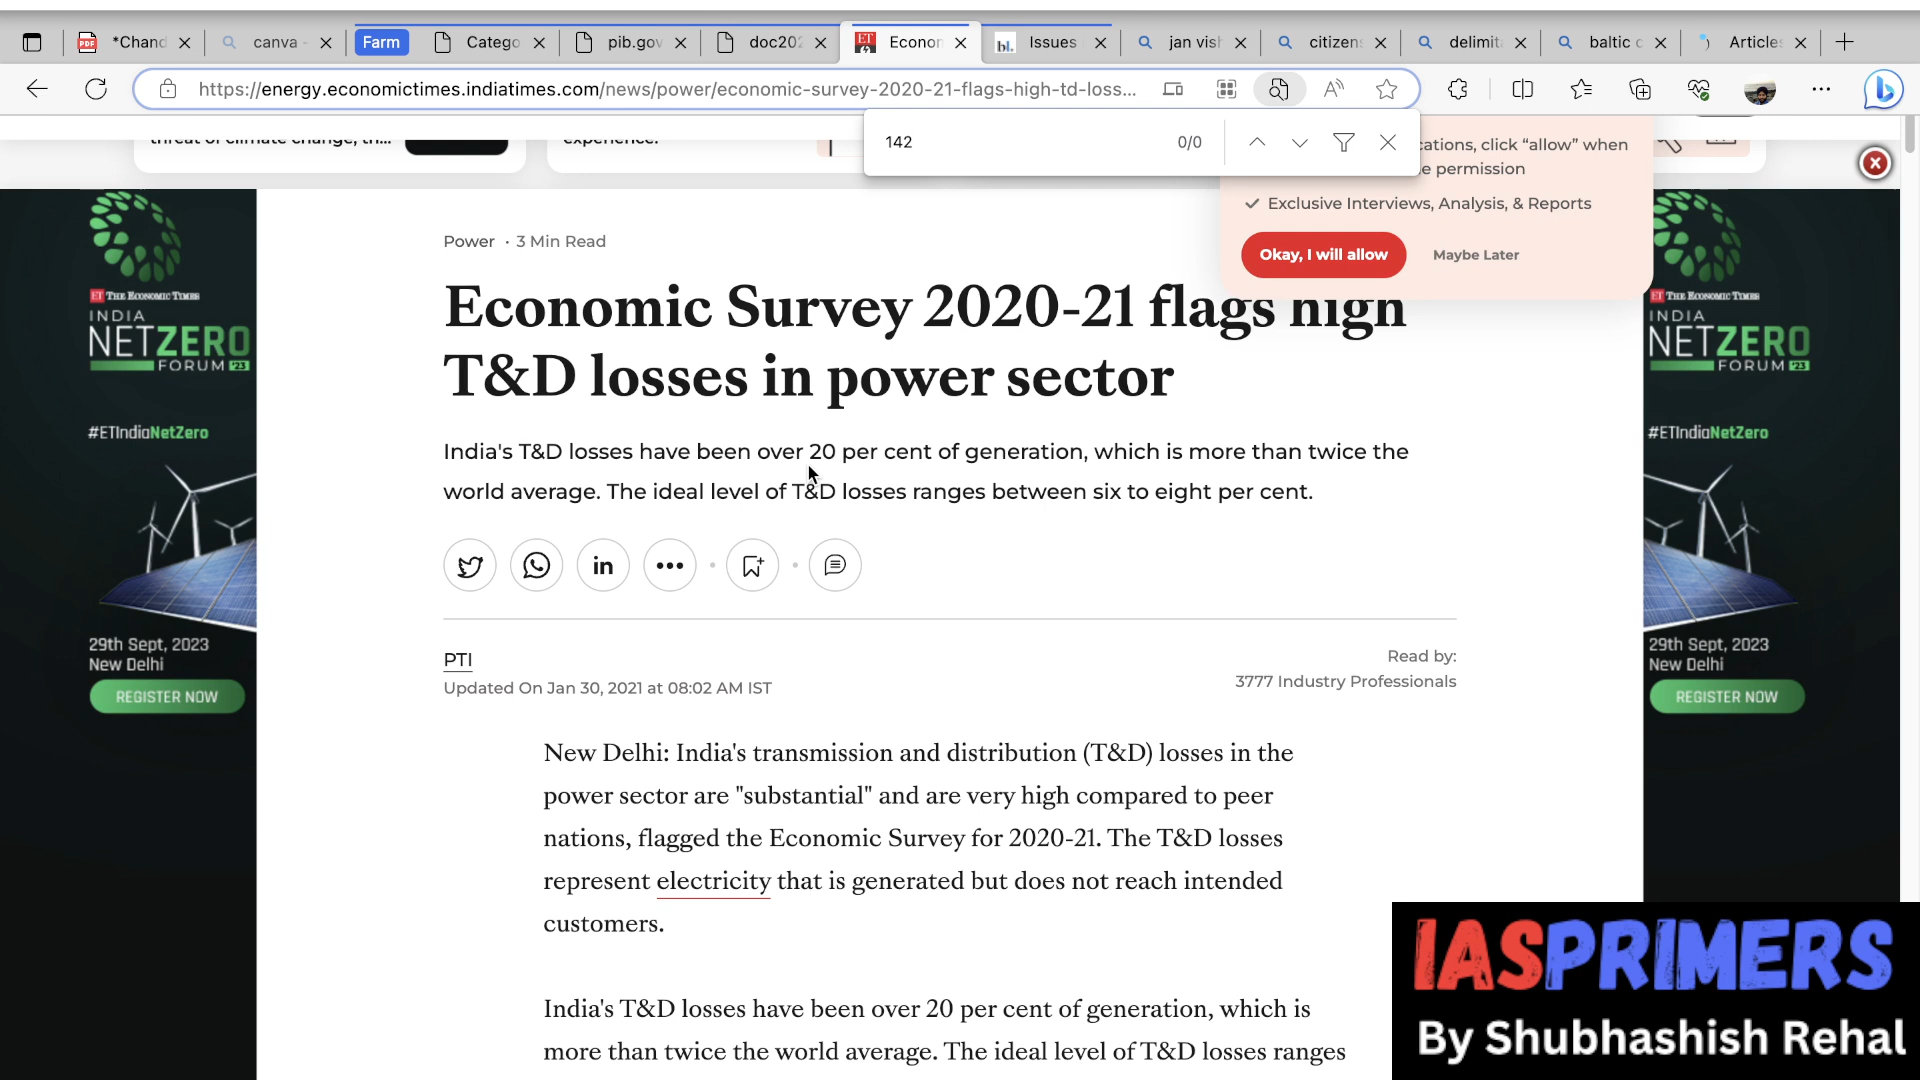 *Chand
canva -
Farm
Catego
pib.gov
doc202
Econor
Issues
jan vish
citizens
delimit
baltic c
Articles
https://energy.economictimes.indiatimes.com/news/power/economic-survey-2020-21-flags-high-td-loss...
142
0/0
threat of climate change, th...
experience.
cations, click “allow” when
e permission
Exclusive Interviews, Analysis, & Reports
Okay, I will allow
Maybe Later
Power · 3 Min Read
Economic Survey 2020-21 flags high
T&D losses in power sector
India's T&D losses have been over 20 per cent of generation, which is more than twice the
world average. The ideal level of T&D losses ranges between six to eight per cent.
PTI
Updated On Jan 30, 2021 at 08:02 AM IST
Read by:
3777 Industry Professionals
New Delhi: India's transmission and distribution (T&D) losses in the
power sector are "substantial" and are very high compared to peer
nations, flagged the Economic Survey for 2020-21. The T&D losses
represent electricity that is generated but does not reach intended
customers.
India's T&D losses have been over 20 per cent of generation, which is
more than twice the world average. The ideal level of T&D losses ranges
ET THE ECONOMIC TIMES
INDIA
NETZERO
FORUM '23
#ETIndiaNetZero
29th Sept, 2023
New Delhi
REGISTER NOW
ET THE ECONOMIC TIMES
INDIA
NETZERO
FORUM '23
#ETIndiaNetZero
29th Sept, 2023
New Delhi
REGISTER NOW
IASPRIMERS
By Shubhashish Rehal